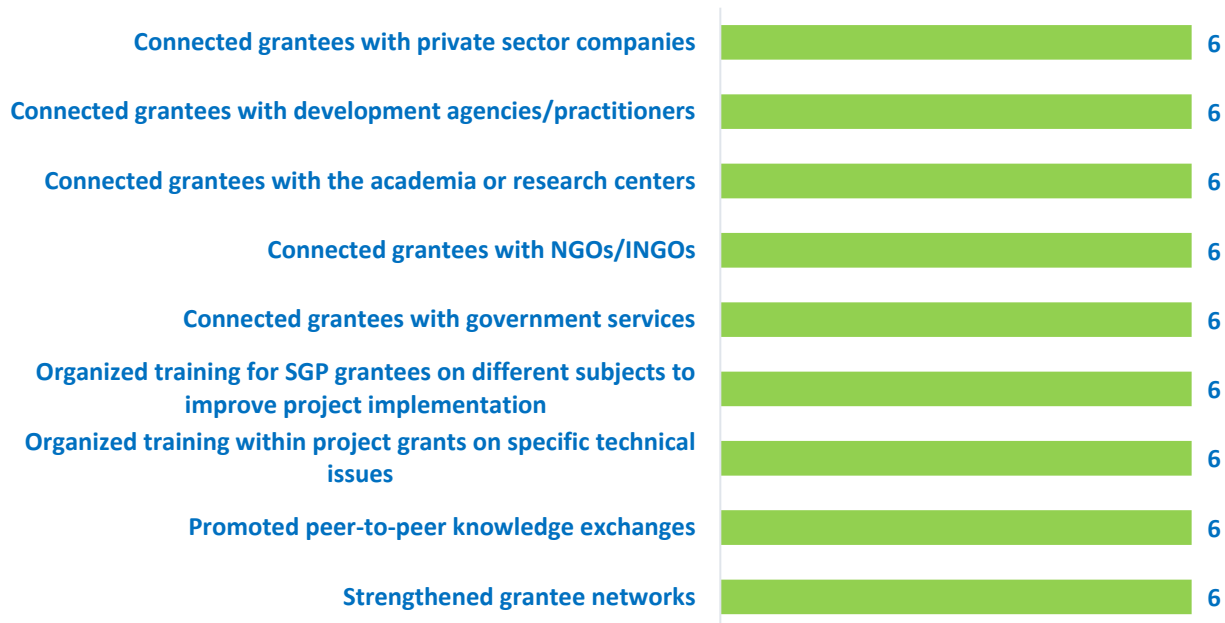 Connected grantees with private sector companies 6
Connected grantees with development agencies/practitioners 6
Connected grantees with the academia or research centers 6
Connected grantees with NGOs/INGOs 6
Connected grantees with government services 6
Organized training for SGP grantees on different subjects to
improve project implementation 6
Organized training within project grants on specific technical
issues 6
Promoted peer-to-peer knowledge exchanges 6
Strengthened grantee networks 6